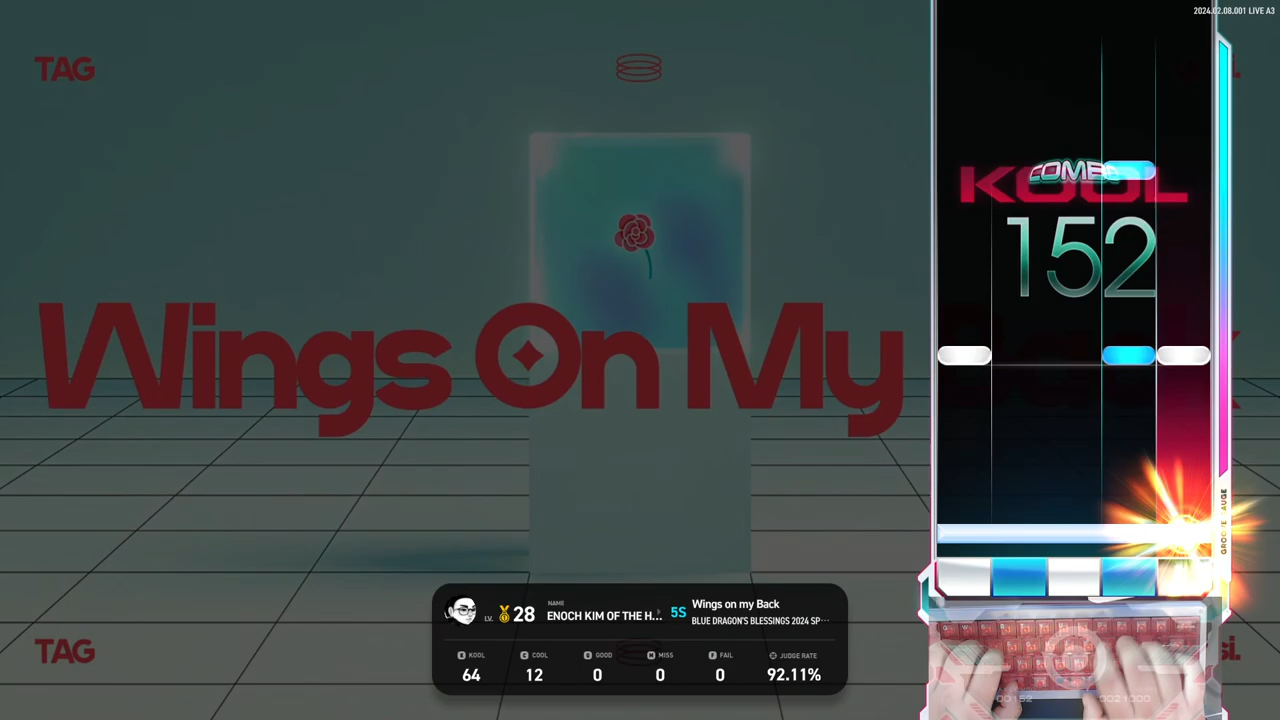 2024.02.08.001 LIVE A3
TAG
COMBO
KOOL
152
Wings On My
GROOVE GAUGE
LV. 28
NAME
ENOCH KIM OF THE H...
5S
Wings on my Back
BLUE DRAGON'S BLESSINGS 2024 SP...
K KOOL
C COOL
G GOOD
M MISS
F FAIL
JUDGE RATE
64
12
0
0
0
92.11%
TAG
00152